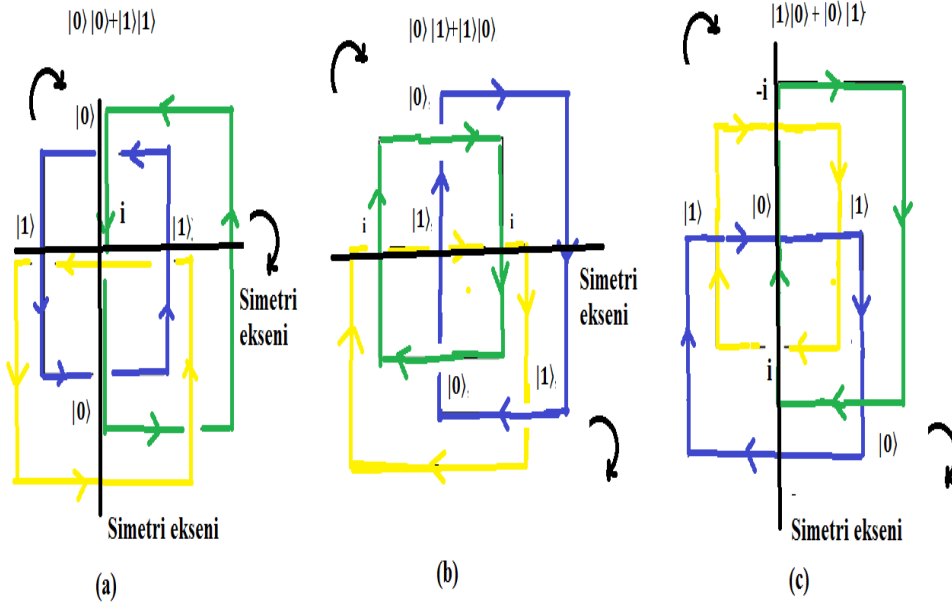 |0⟩ |0⟩+|1⟩|1⟩
|0⟩
|1⟩
i
|1⟩
Simetri
ekseni
|0⟩
Simetri ekseni
(a)
|0⟩ |1⟩+|1⟩|0⟩
|0⟩
i
|1⟩
i
Simetri
ekseni
|0⟩
|1⟩
(b)
|1⟩|0⟩ + |0⟩ |1⟩
-i
|1⟩
|0⟩
|1⟩
i
|0⟩
Simetri ekseni
(c)